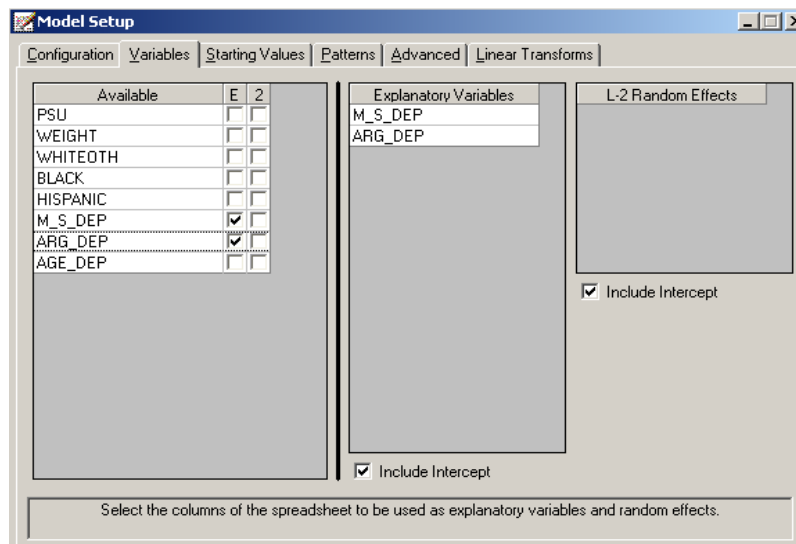 Model Setup
Configuration Variables Starting Values Patterns Advanced Linear Transforms
Available E 2
PSU
WEIGHT
WHITEOTH
BLACK
HISPANIC
M_S_DEP
ARG_DEP
AGE_DEP
Explanatory Variables
M_S_DEP
ARG_DEP
Include Intercept
L-2 Random Effects
Include Intercept
Select the columns of the spreadsheet to be used as explanatory variables and random effects.